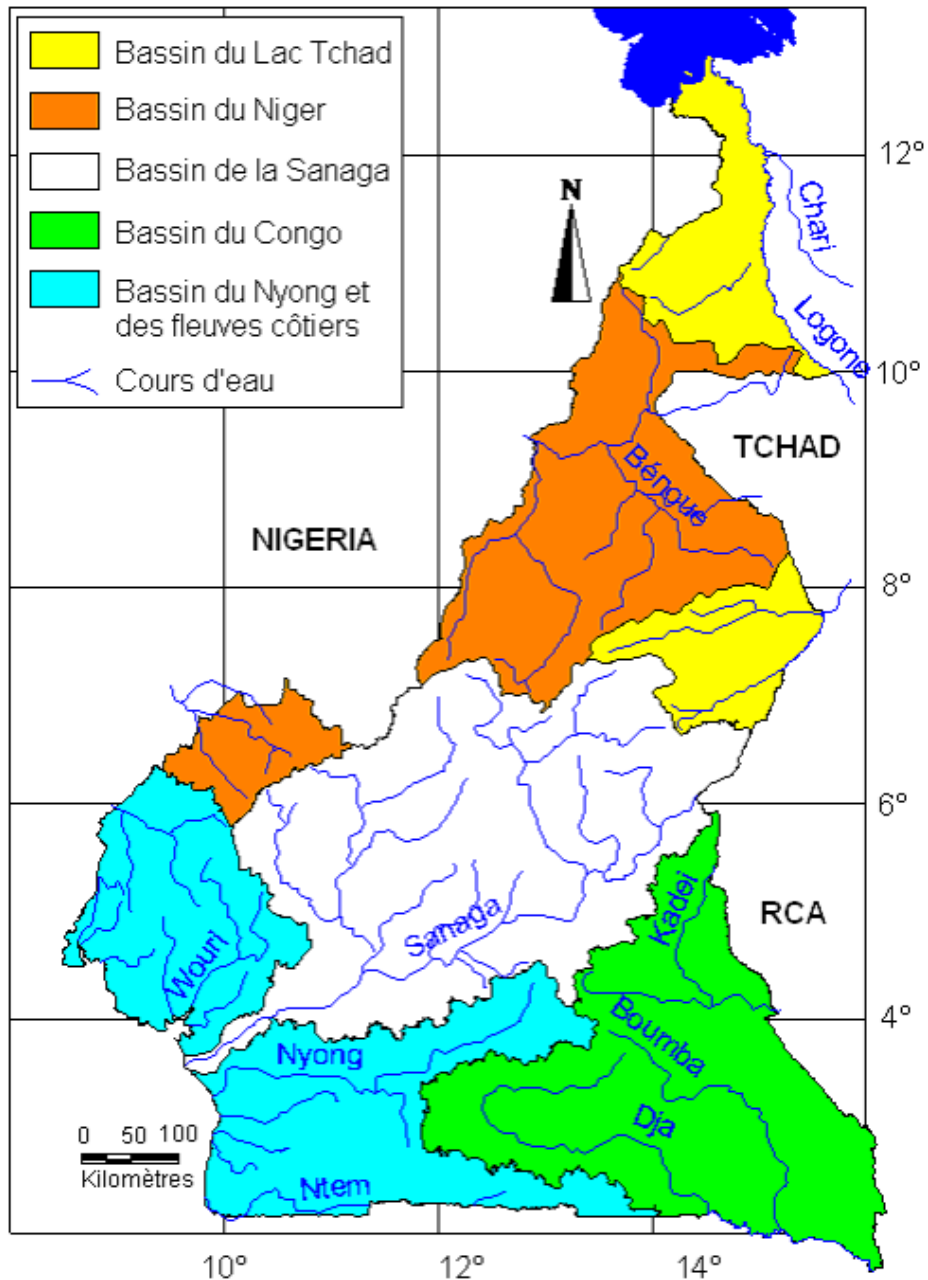 Bassin du Lac Tchad
Bassin du Niger
Bassin de la Sanaga
Bassin du Congo
Bassin du Nyong et
des fleuves côtiers
Cours d'eau
N
12°
Chari
Logone
10°
TCHAD
Béngue
NIGERIA
8°
6°
Kadei
RCA
Sanaga
Wouri
4°
Boumba
Nyong
Dja
0 50 100
Kilomètres
Ntem
10°
12°
14°